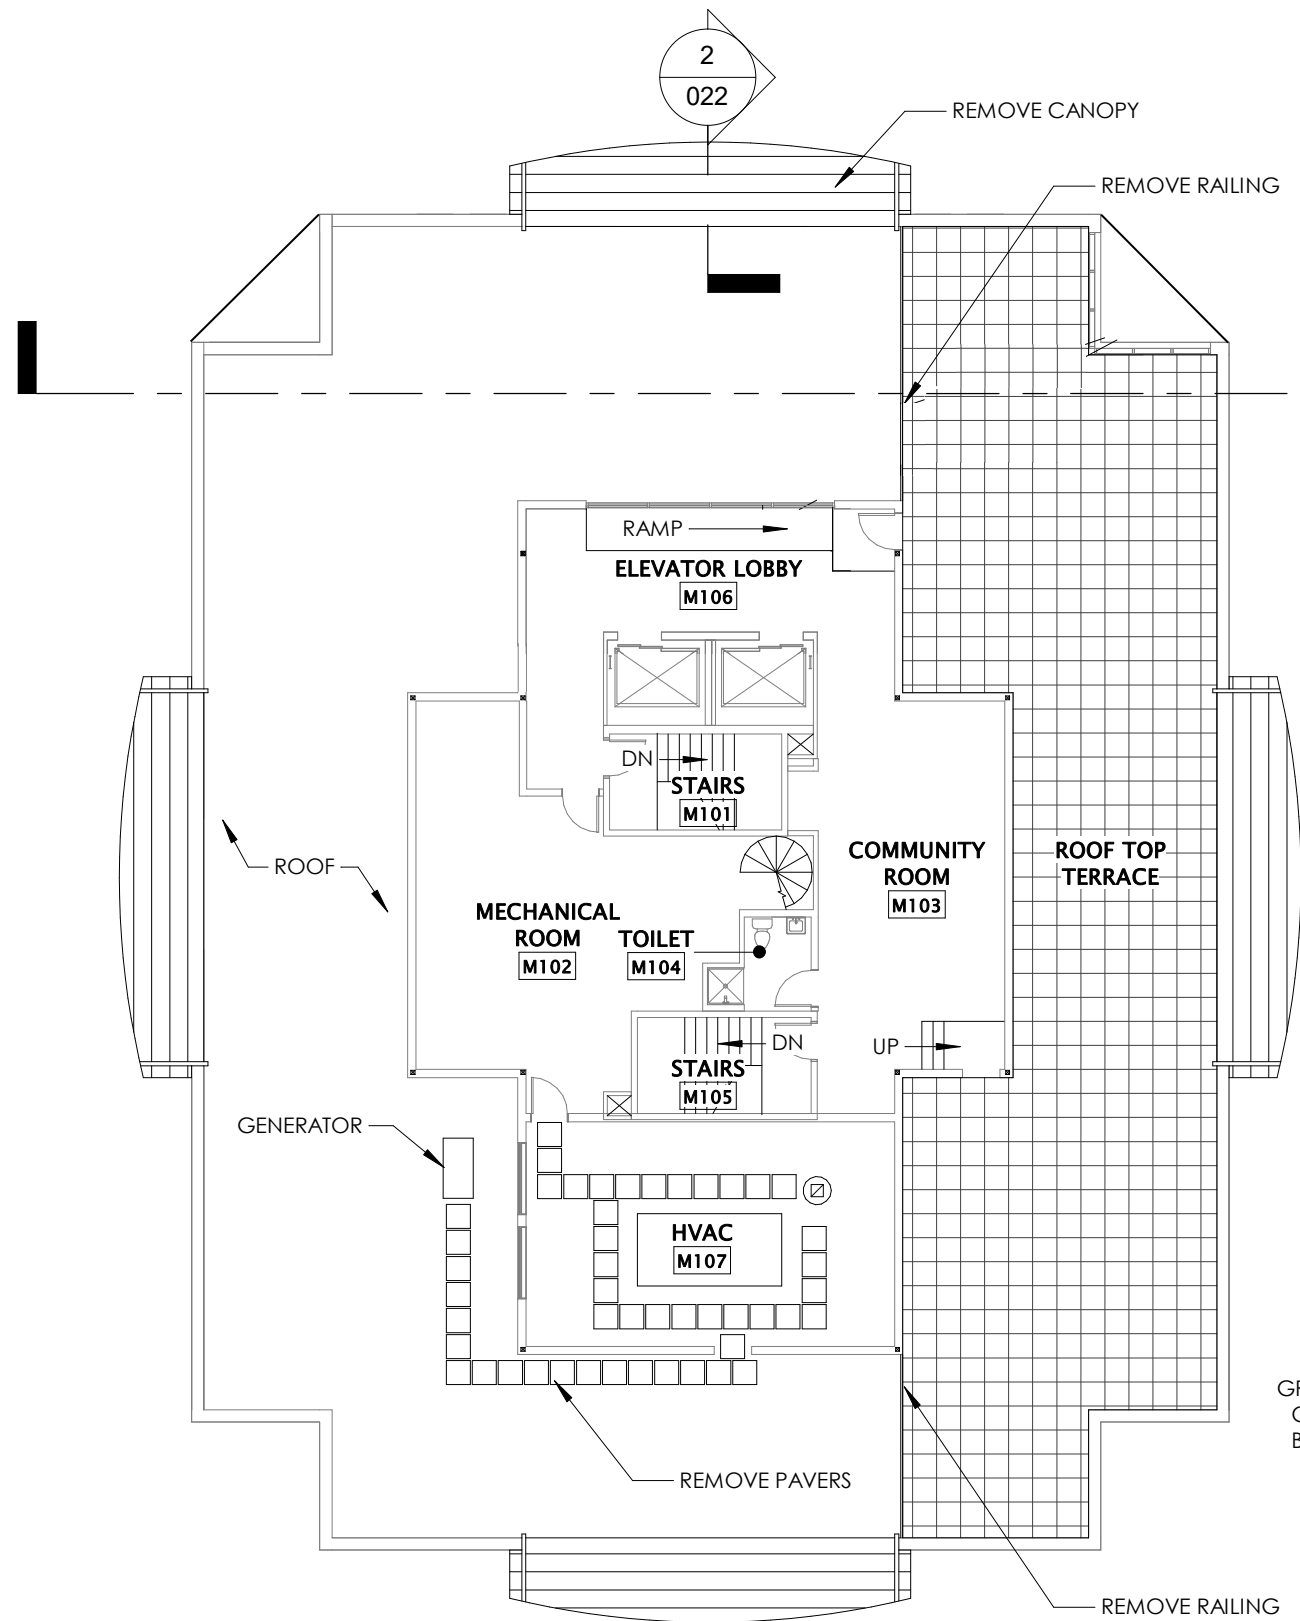 2
022
REMOVE CANOPY
REMOVE RAILING
RAMP
ELEVATOR LOBBY
M106
DN
STAIRS
M101
ROOF
COMMUNITY
ROOM
M103
ROOF TOP
TERRACE
MECHANICAL
ROOM
M102
TOILET
M104
DN
UP
STAIRS
M105
GENERATOR
HVAC
M107
REMOVE PAVERS
REMOVE RAILING